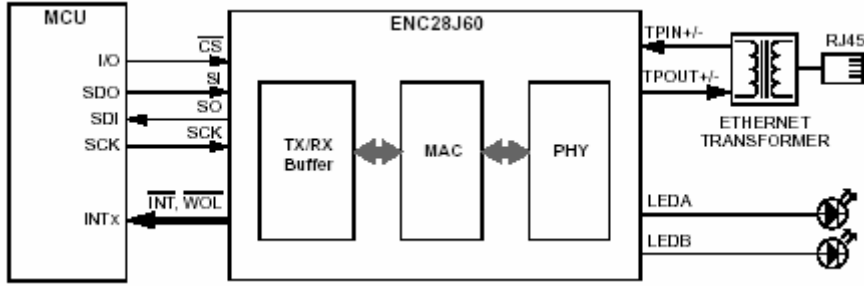 MCU
I/O
SDO
SDI
SCK
INTx
CS
SI
SO
SCK
INT, WOL
ENC28J60
TX/RX
Buffer
MAC
PHY
TPIN+/-
TPOUT+/-
LEDA
LEDB
RJ45
ETHERNET
TRANSFORMER